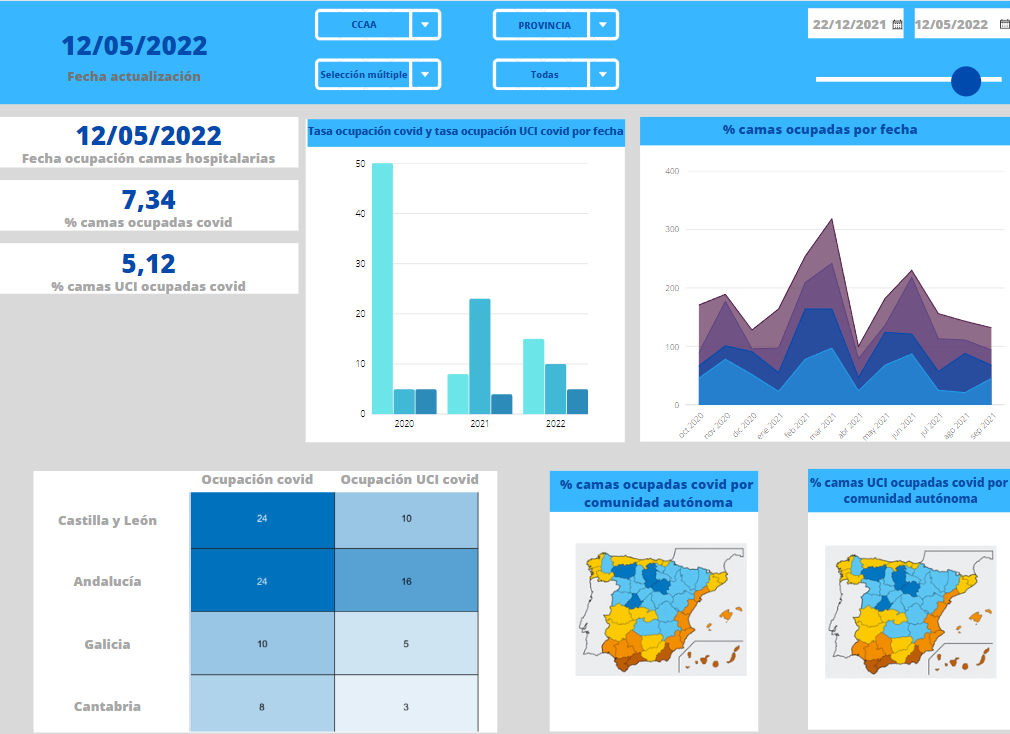 12/05/2022
Fecha actualización
CCAA
PROVINCIA
Selección múltiple
Todas
22/12/2021
12/05/2022
12/05/2022
Fecha ocupación camas hospitalarias
7,34
% camas ocupadas covid
5,12
% camas UCI ocupadas covid
Tasa ocupación covid y tasa ocupación UCI covid por fecha
50
40
30
20
10
0
2020
2021
2022
% camas ocupadas por fecha
400
300
200
100
0
oct 2020
nov 2020
dic 2020
ene 2021
feb 2021
mar 2021
abr 2021
may 2021
jun 2021
jul 2021
ago 2021
sep 2021
Ocupación covid
Ocupación UCI covid
Castilla y León
24
10
Andalucía
24
16
Galicia
10
5
Cantabria
8
3
% camas ocupadas covid por
comunidad autónoma
% camas UCI ocupadas covid por
comunidad autónoma